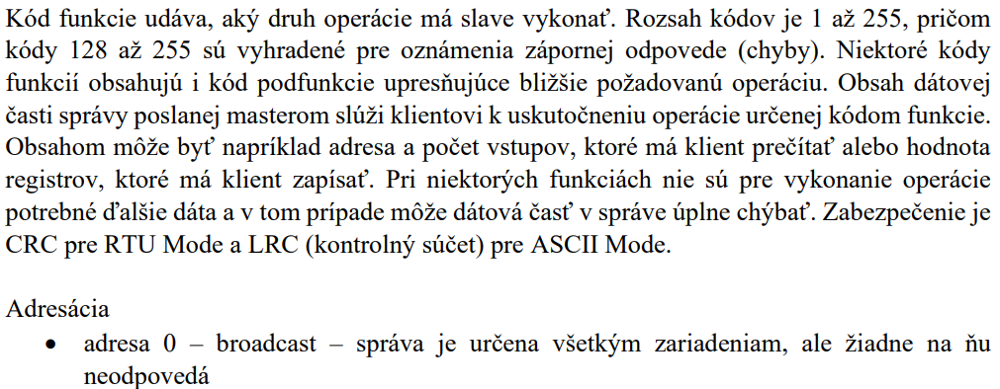 Kód funkcie udáva, aký druh operácie má slave vykonať. Rozsah kódov je 1 až 255, pričom
kódy 128 až 255 sú vyhradené pre oznámenia zápornej odpovede (chyby). Niektoré kódy
funkcií obsahujú i kód podfunkcie upresňujúce bližšie požadovanú operáciu. Obsah dátovej
časti správy poslanej masterom slúži klientovi k uskutočneniu operácie určenej kódom funkcie.
Obsahom môže byť napríklad adresa a počet vstupov, ktoré má klient prečítať alebo hodnota
registrov, ktoré má klient zapísať. Pri niektorých funkciách nie sú pre vykonanie operácie
potrebné ďalšie dáta a v tom prípade môže dátová časť v správe úplne chýbať. Zabezpečenie je
CRC pre RTU Mode a LRC (kontrolný súčet) pre ASCII Mode.
Adresácia
• adresa 0 – broadcast – správa je určena všetkým zariadeniam, ale žiadne na ňu
neodpovedá